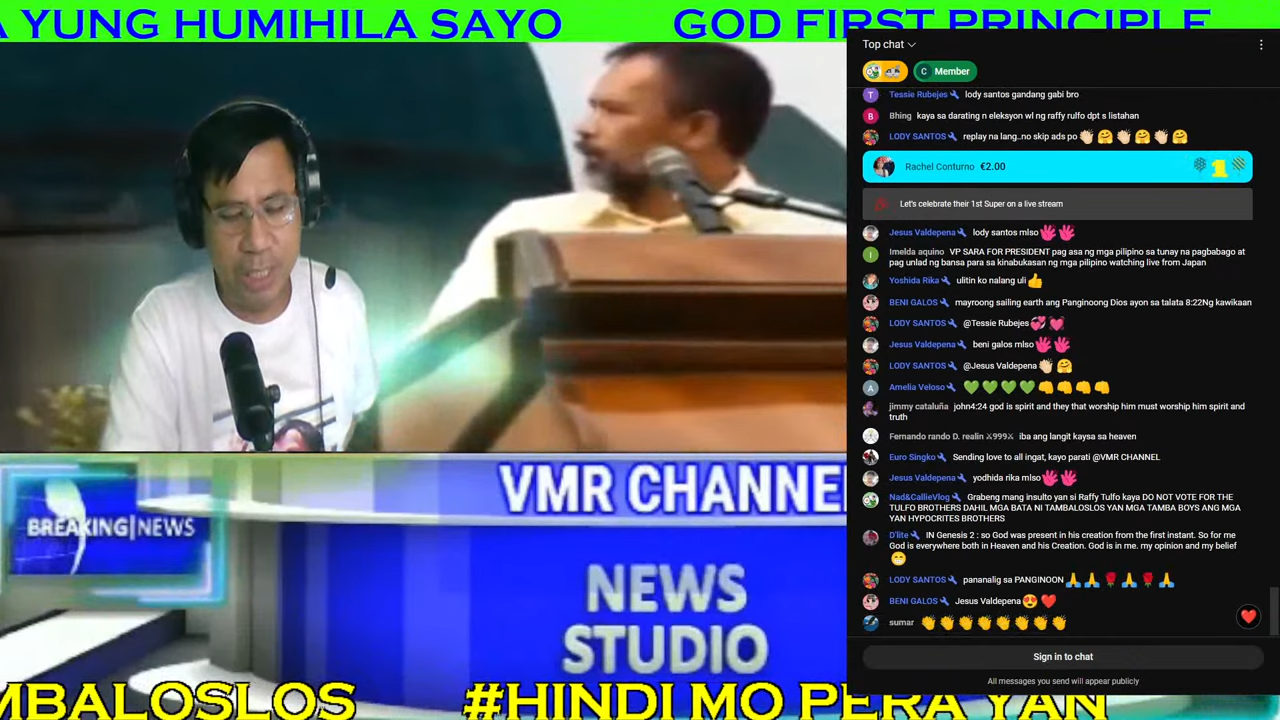 A YUNG HUMIHILA SAYO GOD FIRST PRINCIPLE
Top chat
C Member
T Tessie Rubejes lody santos gandang gabi bro
B Bhing kaya sa darating n eleksyon wl ng raffy rulfo dpt s listahan
LODY SANTOS replay na lang..no skip ads po
Rachel Conturno €2.00 1
Let's celebrate their 1st Super on a live stream
Jesus Valdepena lody santos mlso
I Imelda aquino VP SARA FOR PRESIDENT pag asa ng mga pilipino sa tunay na pagbabago at
pag unlad ng bansa para sa kinabukasan ng mga pilipino watching live from Japan
Yoshida Rika ulitin ko nalang uli
BENI GALOS mayroong sailing earth ang Panginoong Dios ayon sa talata 8:22Ng kawikaan
LODY SANTOS @Tessie Rubejes
Jesus Valdepena beni galos mlso
LODY SANTOS @Jesus Valdepena
A Amelia Veloso
jimmy cataluña john4:24 god is spirit and they that worship him must worship him spirit and
truth
Fernando rando D. realin ⚔999⚔ iba ang langit kaysa sa heaven
Euro Singko Sending love to all ingat, kayo parati @VMR CHANNEL
Jesus Valdepena yodhida rika mlso
Nad&CallieVlog Grabeng mang insulto yan si Raffy Tulfo kaya DO NOT VOTE FOR THE
TULFO BROTHERS DAHIL MGA BATA NI TAMBALOSLOS YAN MGA TAMBA BOYS ANG MGA
YAN HYPOCRITES BROTHERS
D'lite IN Genesis 2 : so God was present in his creation from the first instant. So for me
God is everywhere both in Heaven and his Creation. God is in me. my opinion and my belief
LODY SANTOS pananalig sa PANGINOON
BENI GALOS Jesus Valdepena
sumar
Sign in to chat
All messages you send will appear publicly
VMR CHANNE
BREAKING|NEWS
NEWS
STUDIO
MBALOSLOS #HINDI MO PERA YAN